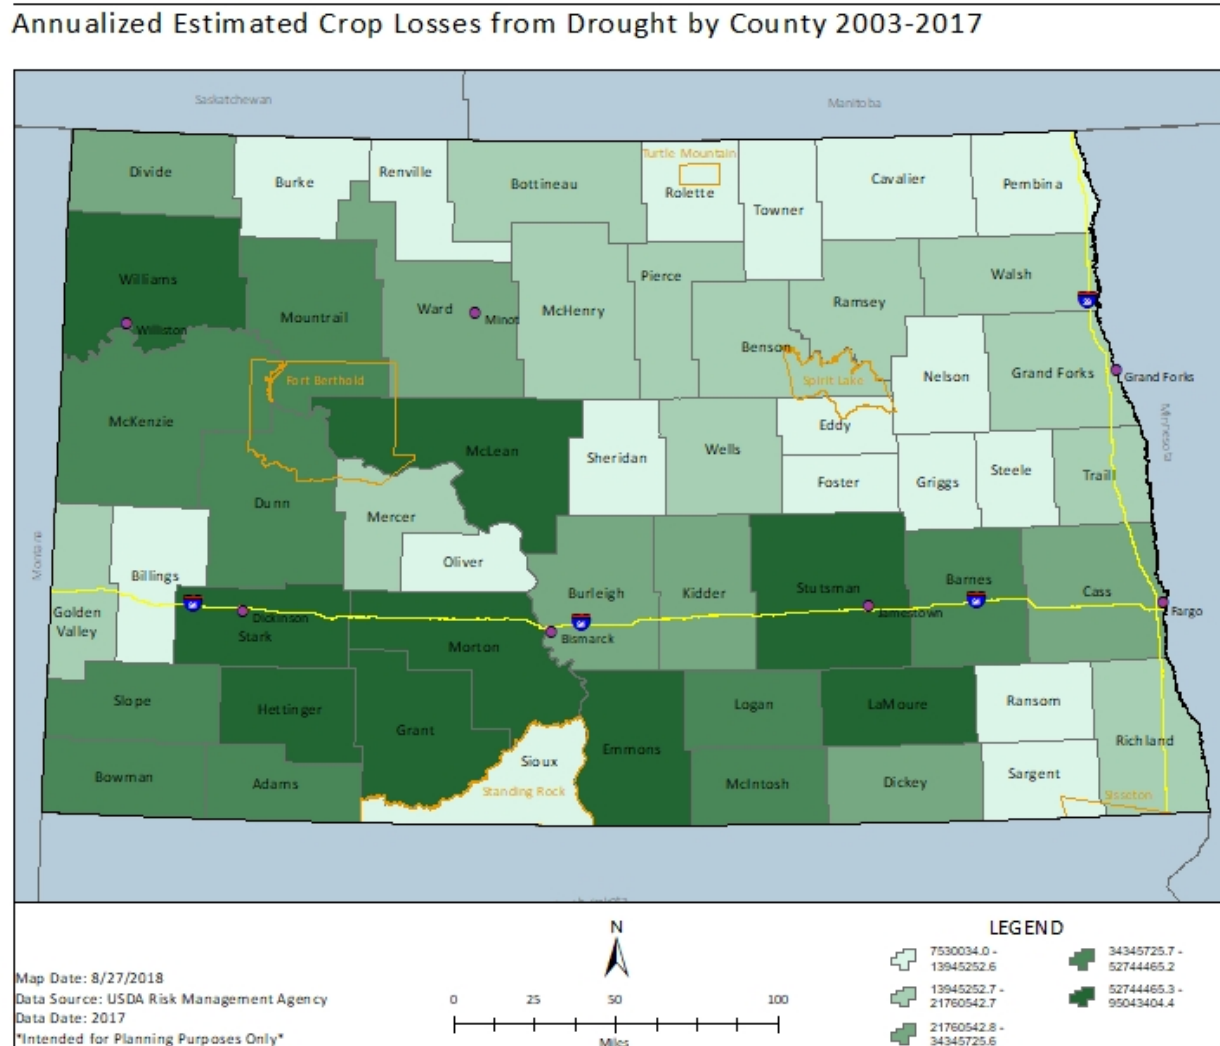 Annualized Estimated Crop Losses from Drought by County 2003-2017
Saskatchewan
Manitoba
Turtle Mountain
Divide
Burke
Renville
Bottineau
Rolette
Towner
Cavalier
Pembina
Williams
Williston
Mountrail
Ward
Minot
McHenry
Pierce
Benson
Ramsey
Walsh
Nelson
Grand Forks
Grand Forks
Spirit Lake
Fort Berthold
McKenzie
McLean
Sheridan
Wells
Eddy
Foster
Griggs
Steele
Traill
Minnesota
Dunn
Mercer
Oliver
Montana
Billings
Golden
Valley
Dickinson
Stark
Morton
Burleigh
Bismarck
Kidder
Stutsman
Jamestown
Barnes
Cass
Fargo
Slope
Hettinger
Grant
Sioux
Standing Rock
Emmons
Logan
LaMoure
Ransom
Richland
Bowman
Adams
McIntosh
Dickey
Sargent
Sisseton
N
LEGEND
7530034.0 -
13945252.6
13945252.7 -
21760542.7
21760542.8 -
34345725.6
34345725.7 -
52744465.2
52744465.3 -
95043404.4
Map Date: 8/27/2018
Data Source: USDA Risk Management Agency
Data Date: 2017
*Intended for Planning Purposes Only*
0 25 50 100
Miles